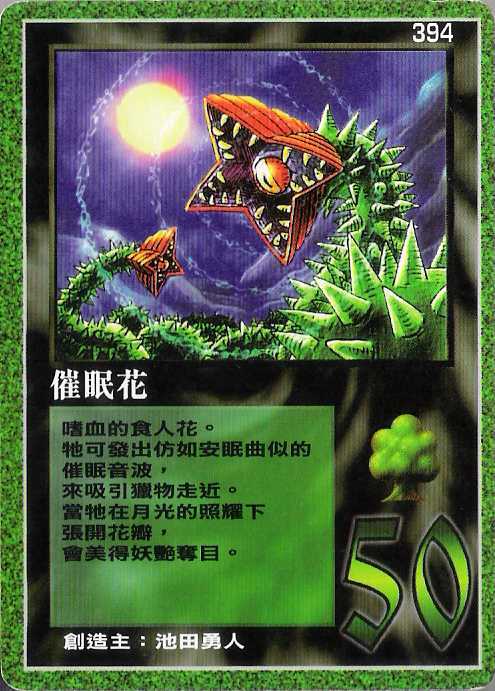 394
催眠花
嗜血的食人花。
牠可發出仿如安眠曲似的
催眠音波，
來吸引獵物走近。
當牠在月光的照耀下
張開花瓣，
會美得妖艷奪目。
50
創造主：池田勇人